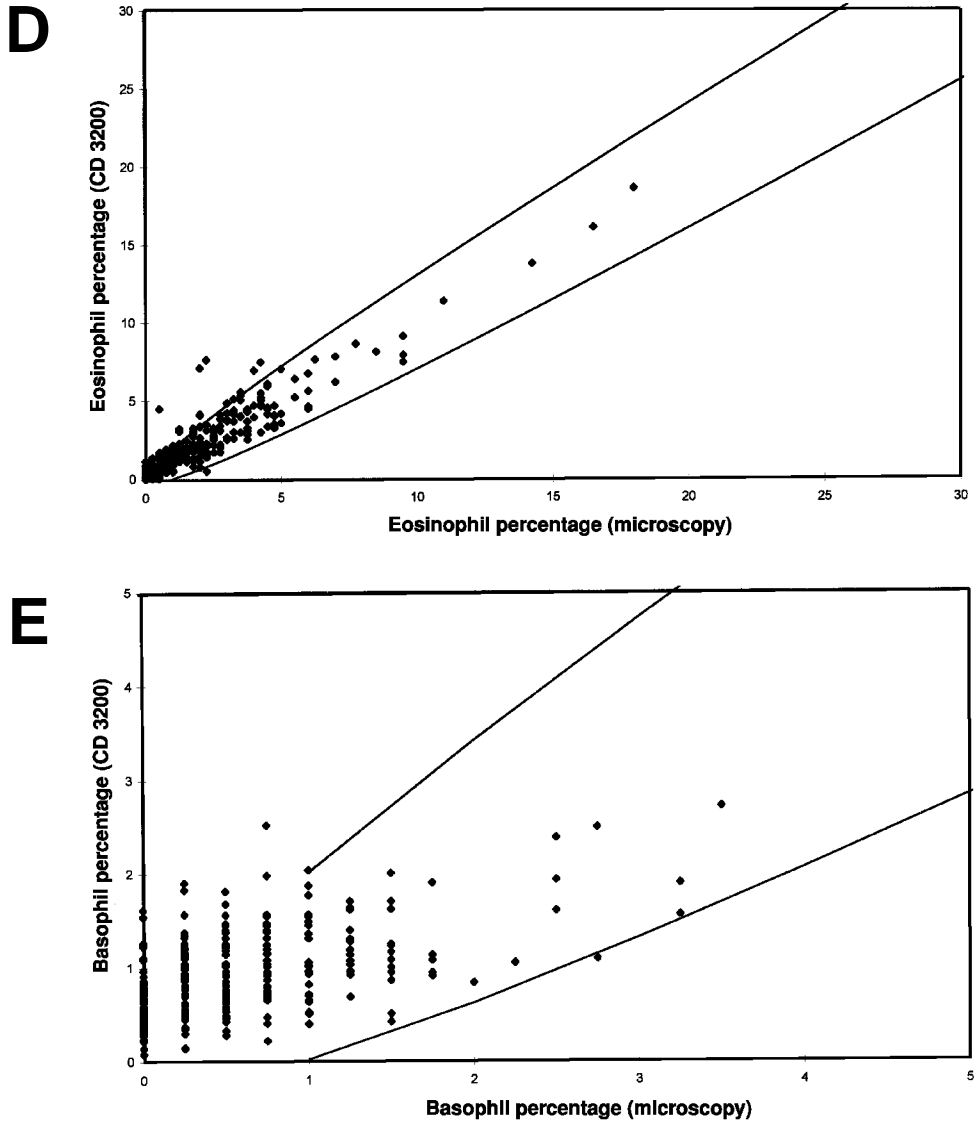 D
30
25
20
15
10
5
0
Eosinophil percentage (CD 3200)
0 5 10 15 20 25 30
Eosinophil percentage (microscopy)
E
5
4
3
2
1
0
Basophil percentage (CD 3200)
0 1 2 3 4 5
Basophil percentage (microscopy)